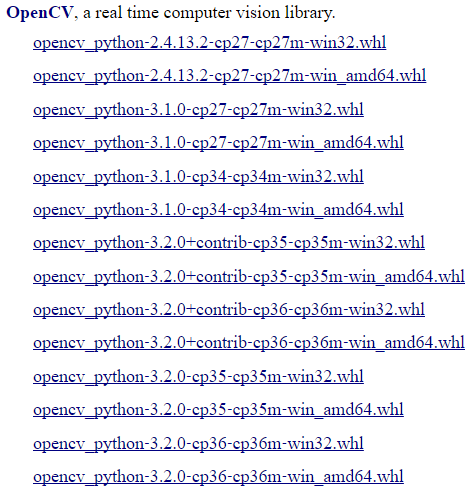 OpenCV, a real time computer vision library.
opencv_python-2.4.13.2-cp27-cp27m-win32.whl
opencv_python-2.4.13.2-cp27-cp27m-win_amd64.whl
opencv_python-3.1.0-cp27-cp27m-win32.whl
opencv_python-3.1.0-cp27-cp27m-win_amd64.whl
opencv_python-3.1.0-cp34-cp34m-win32.whl
opencv_python-3.1.0-cp34-cp34m-win_amd64.whl
opencv_python-3.2.0+contrib-cp35-cp35m-win32.whl
opencv_python-3.2.0+contrib-cp35-cp35m-win_amd64.whl
opencv_python-3.2.0+contrib-cp36-cp36m-win32.whl
opencv_python-3.2.0+contrib-cp36-cp36m-win_amd64.whl
opencv_python-3.2.0-cp35-cp35m-win32.whl
opencv_python-3.2.0-cp35-cp35m-win_amd64.whl
opencv_python-3.2.0-cp36-cp36m-win32.whl
opencv_python-3.2.0-cp36-cp36m-win_amd64.whl